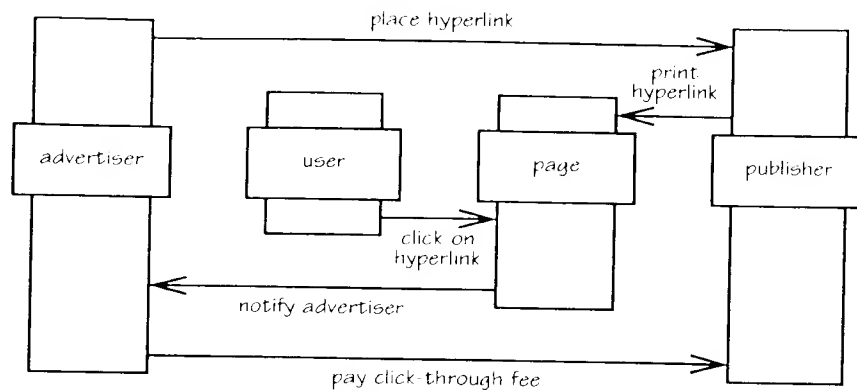 place hyperlink
print
hyperlink
advertiser
user
page
publisher
click on
hyperlink
notify advertiser
pay click-through fee